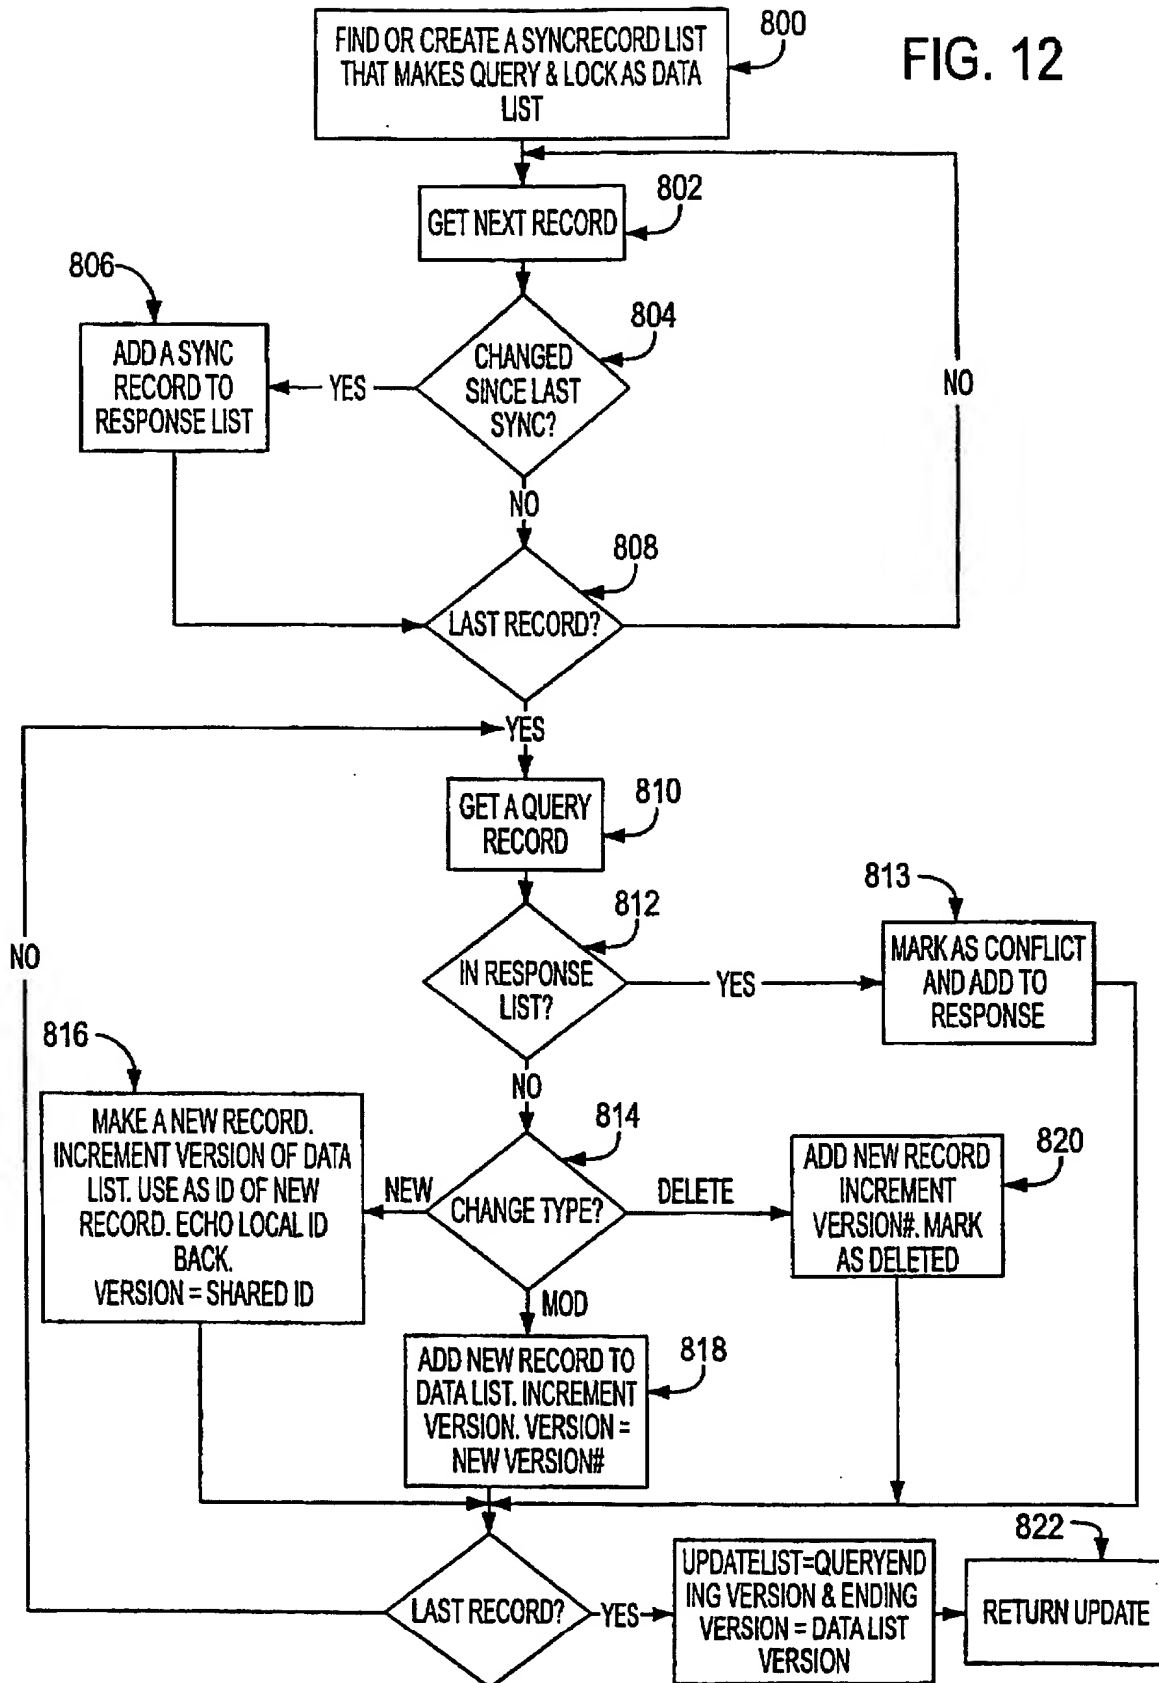 FIG. 12
800
FIND OR CREATE A SYNCRECORD LIST
THAT MAKES QUERY & LOCK AS DATA
LIST
802
GET NEXT RECORD
804
CHANGED
SINCE LAST
SYNC?
YES
806
ADD A SYNC
RECORD TO
RESPONSE LIST
NO
NO
808
LAST RECORD?
YES
810
GET A QUERY
RECORD
812
IN RESPONSE
LIST?
YES
813
MARK AS CONFLICT
AND ADD TO
RESPONSE
NO
NO
814
CHANGE TYPE?
NEW
816
MAKE A NEW RECORD.
INCREMENT VERSION OF DATA
LIST. USE AS ID OF NEW
RECORD. ECHO LOCAL ID
BACK.
VERSION = SHARED ID
DELETE
820
ADD NEW RECORD
INCREMENT
VERSION#. MARK
AS DELETED
MOD
818
ADD NEW RECORD TO
DATA LIST. INCREMENT
VERSION. VERSION =
NEW VERSION#
LAST RECORD?
YES
UPDATELIST=QUERYEND
ING VERSION & ENDING
VERSION = DATA LIST
VERSION
822
RETURN UPDATE